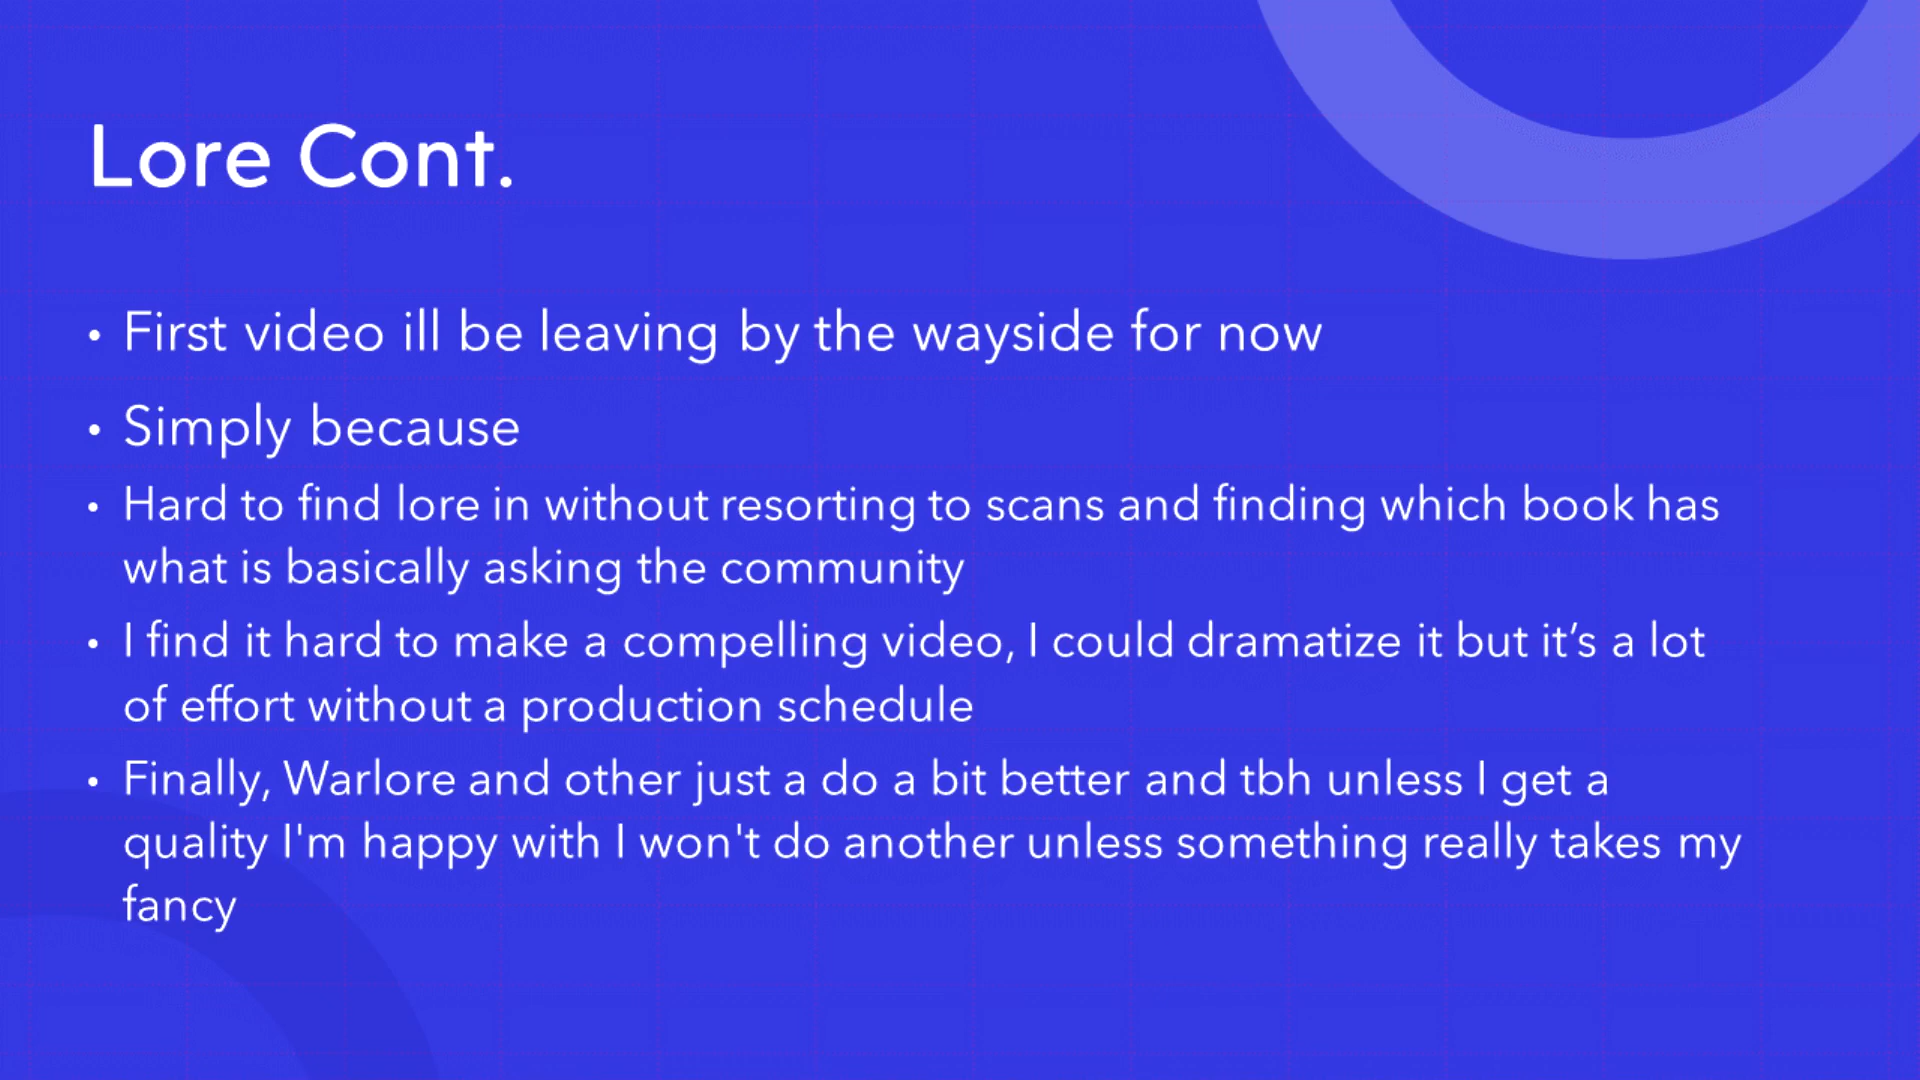 Lore Cont.
• First video ill be leaving by the wayside for now
• Simply because
• Hard to find lore in without resorting to scans and finding which book has
what is basically asking the community
• I find it hard to make a compelling video, I could dramatize it but it’s a lot
of effort without a production schedule
• Finally, Warlore and other just a do a bit better and tbh unless I get a
quality I'm happy with I won't do another unless something really takes my
fancy